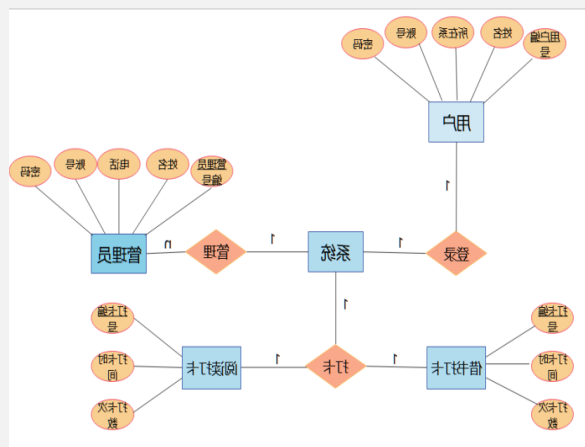 密码
账号
所在系
姓名
用户编
号
用户
1
密码
账号
电话
姓名
管理员
编号
管理员
n
管理
1
系统
1
登录
1
打卡编
号
打卡时
间
打卡次
数
阅读打卡
1
打卡
1
借书打卡
打卡编
号
打卡时
间
打卡次
数